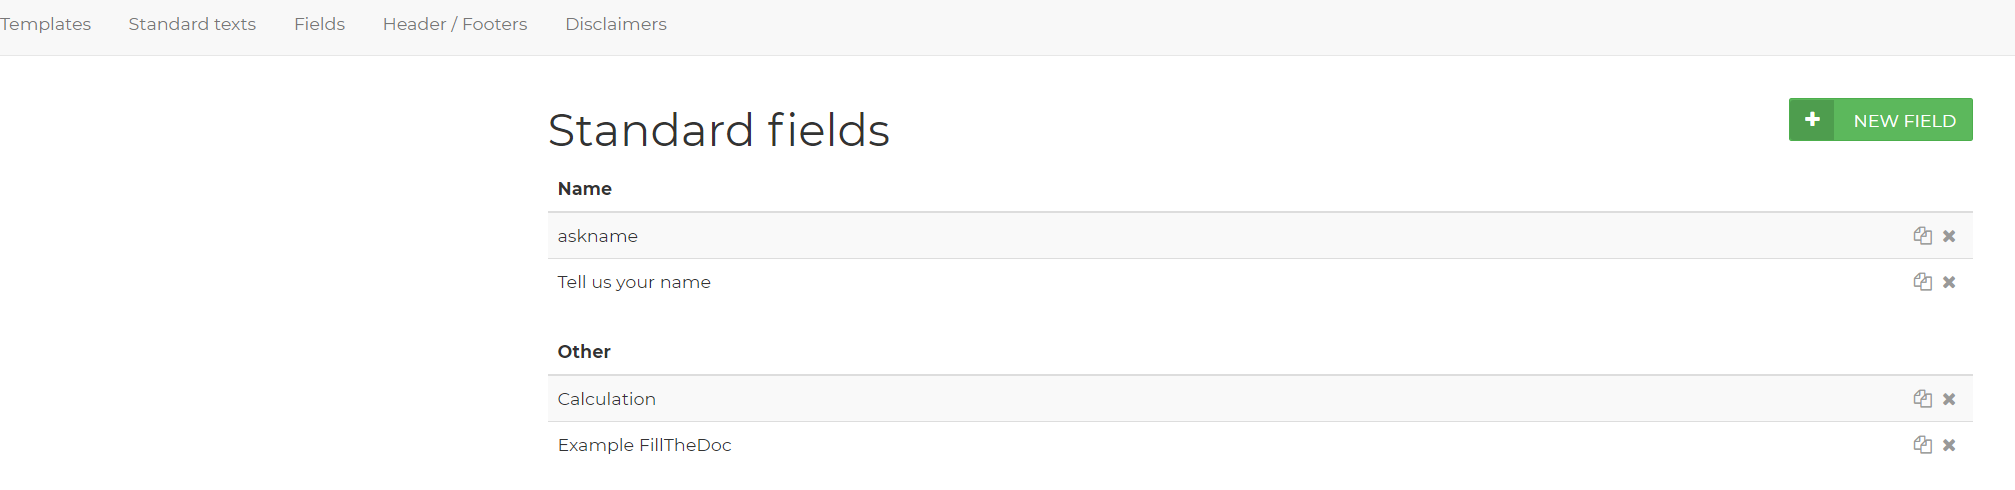 Templates Standard texts Fields Header / Footers Disclaimers
Standard fields
NEW FIELD
Name
askname
Tell us your name
Other
Calculation
Example FillTheDoc